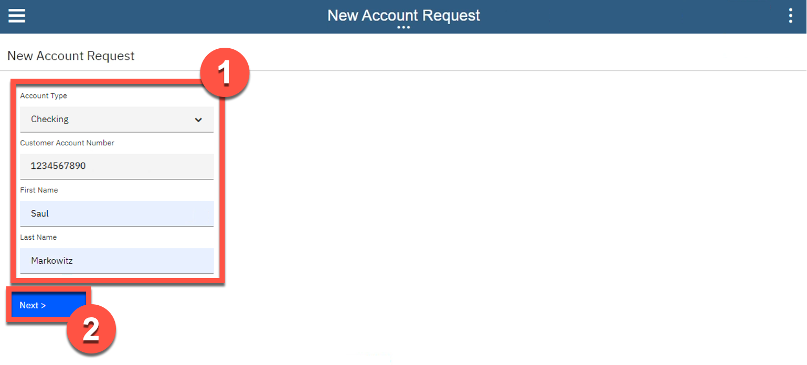 New Account Request
New Account Request
1
Account Type
Checking
Customer Account Number
1234567890
First Name
Saul
Last Name
Markowitz
Next >
2